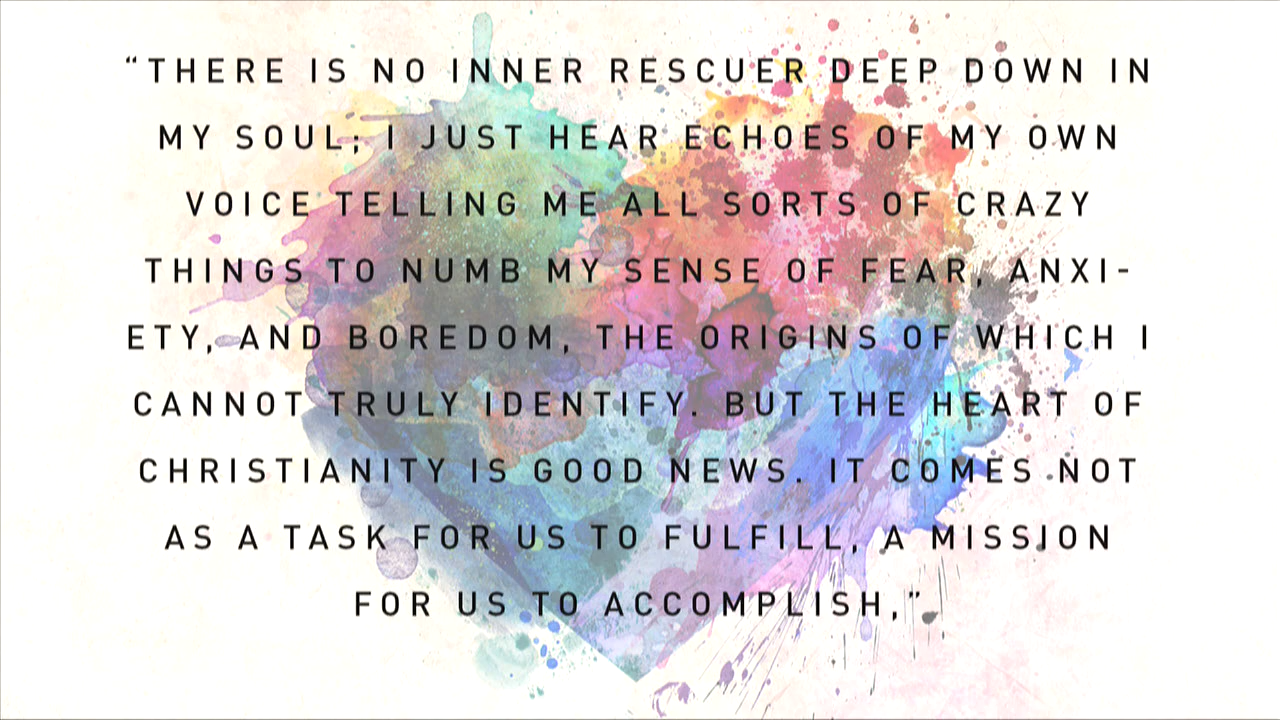 “THERE IS NO INNER RESCUER DEEP DOWN IN
MY SOUL; I JUST HEAR ECHOES OF MY OWN
VOICE TELLING ME ALL SORTS OF CRAZY
THINGS TO NUMB MY SENSE OF FEAR, ANXI-
ETY, AND BOREDOM, THE ORIGINS OF WHICH I
CANNOT TRULY IDENTIFY. BUT THE HEART OF
CHRISTIANITY IS GOOD NEWS. IT COMES NOT
AS A TASK FOR US TO FULFILL, A MISSION
FOR US TO ACCOMPLISH,”